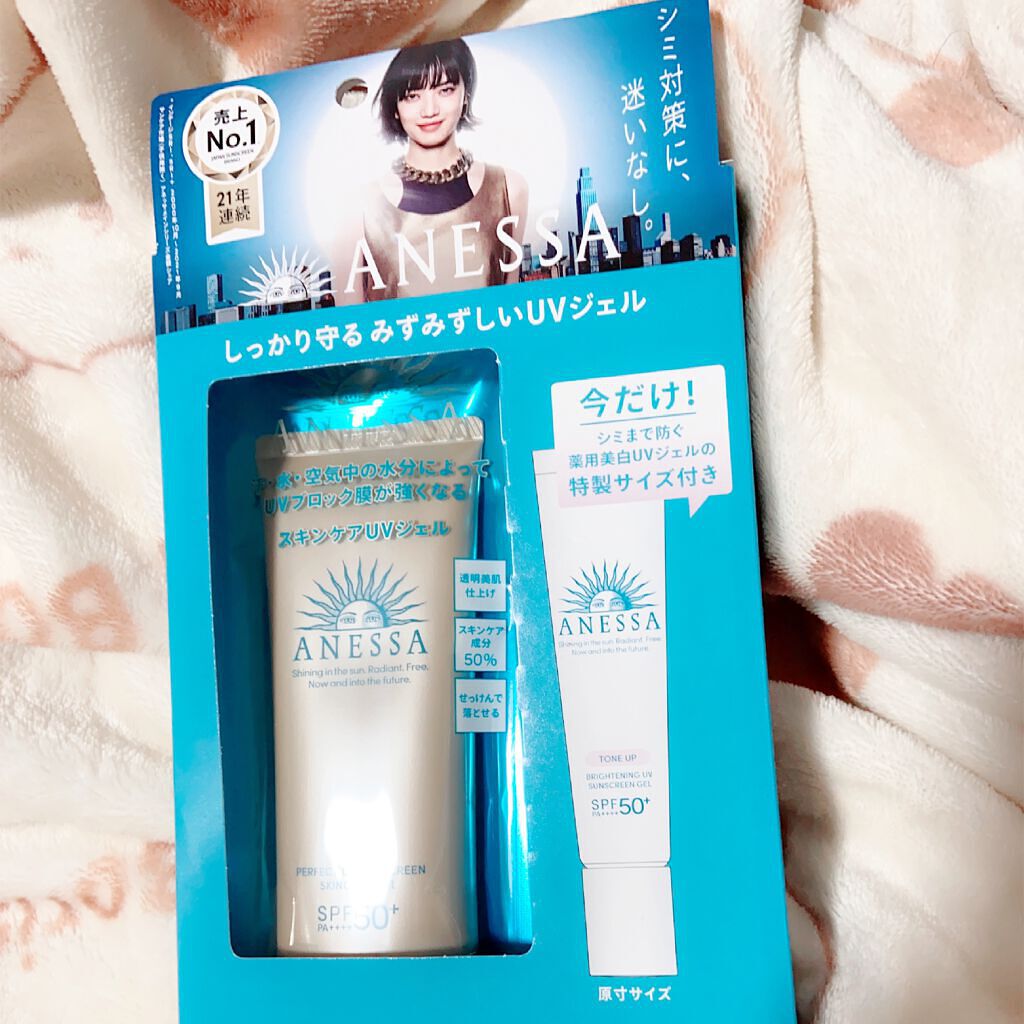 シミ対策に、
迷いなし。
売上
No.1
JAPAN SUNSCREEN
21年
連続
ANESSA
しっかり守る みずみずしいUVジェル
今だけ!
シミまで防ぐ
薬用美白UVジェルの
特製サイズ付き
ANESSA
水・空気中の水分によって
UVブロック膜が強くなる
スキンケアUVジェル
透明美肌
仕上げ
スキンケア
成分
50%
せっけんで
落とせる
ANESSA
Shining in the sun. Radiant. Free.
Now and into the future.
SPF50+
PA++++
ANESSA
Shining in the sun. Radiant. Free.
Now and into the future.
TONE UP
BRIGHTENING UV
SUNSCREEN GEL
SPF50+
PA++++
原寸サイズ